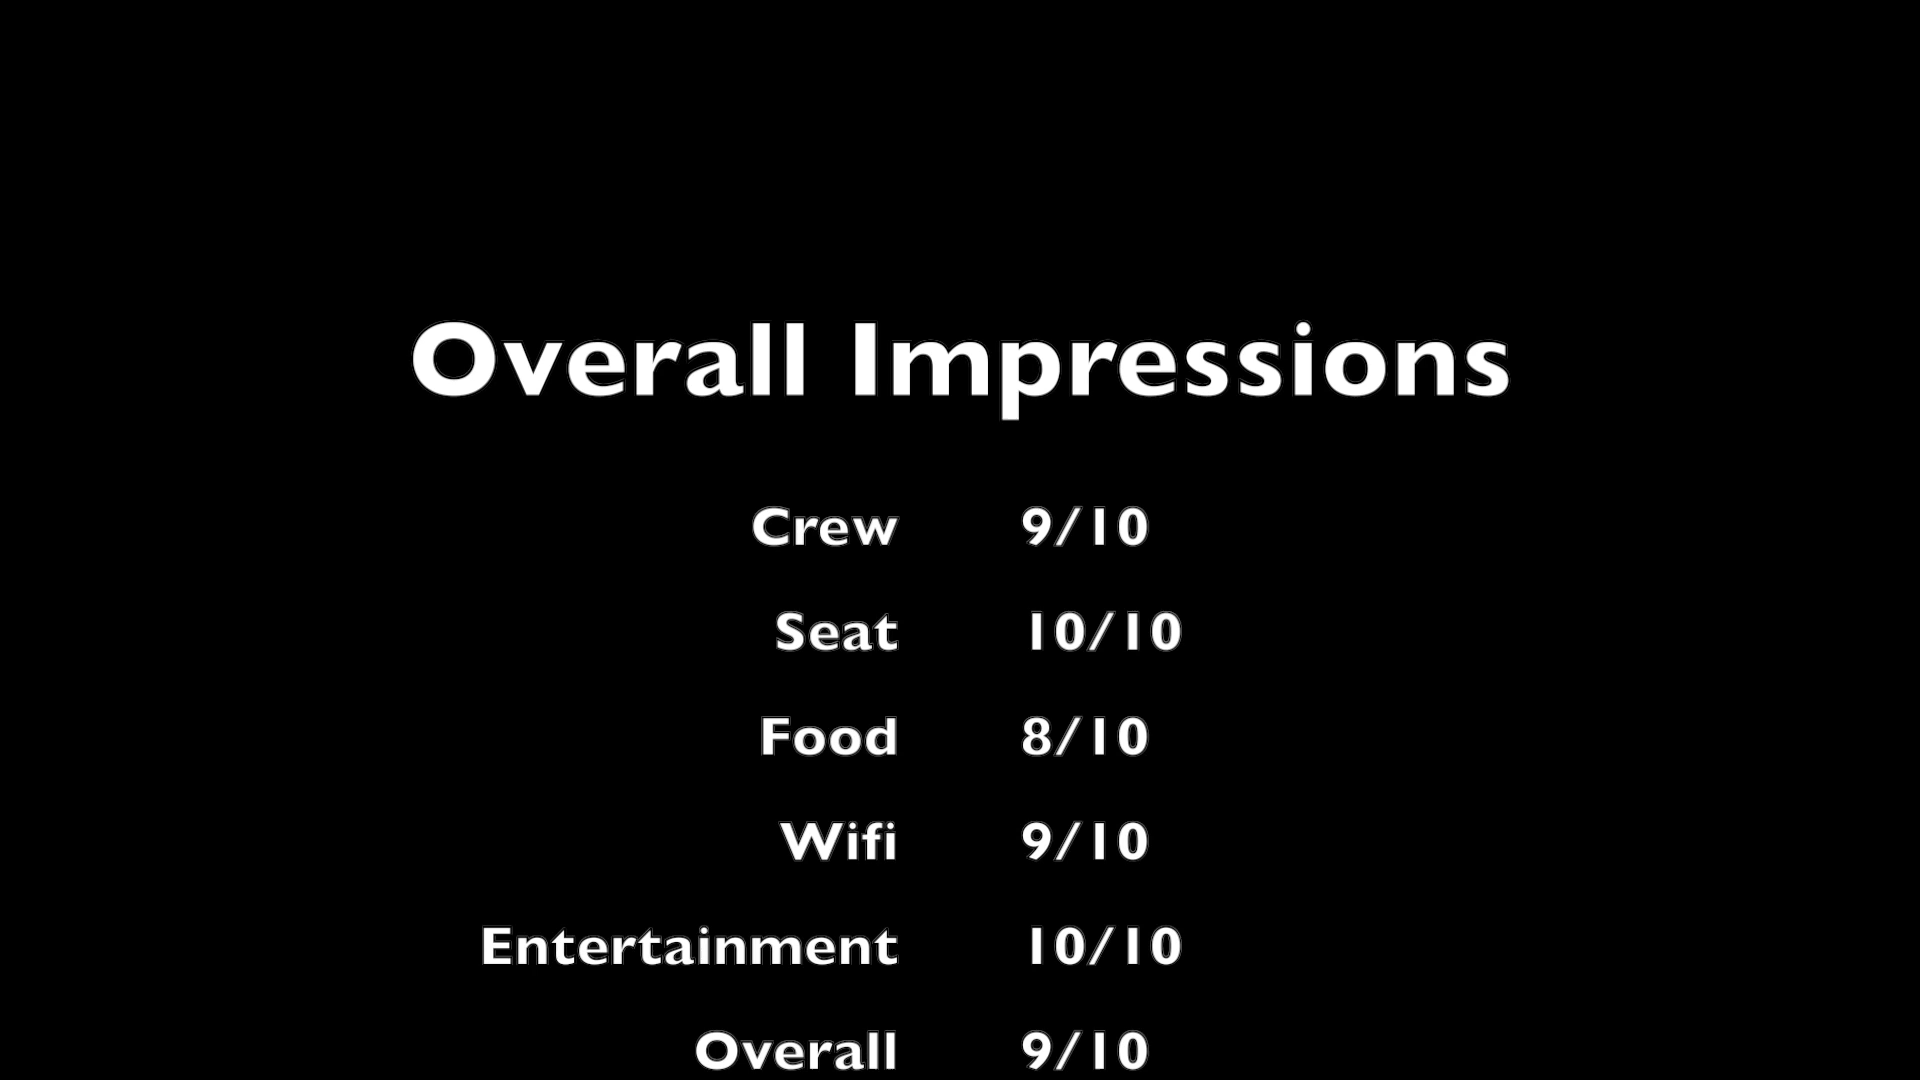 Overall Impressions
Crew 9/10
Seat 10/10
Food 8/10
Wifi 9/10
Entertainment 10/10
Overall 9/10